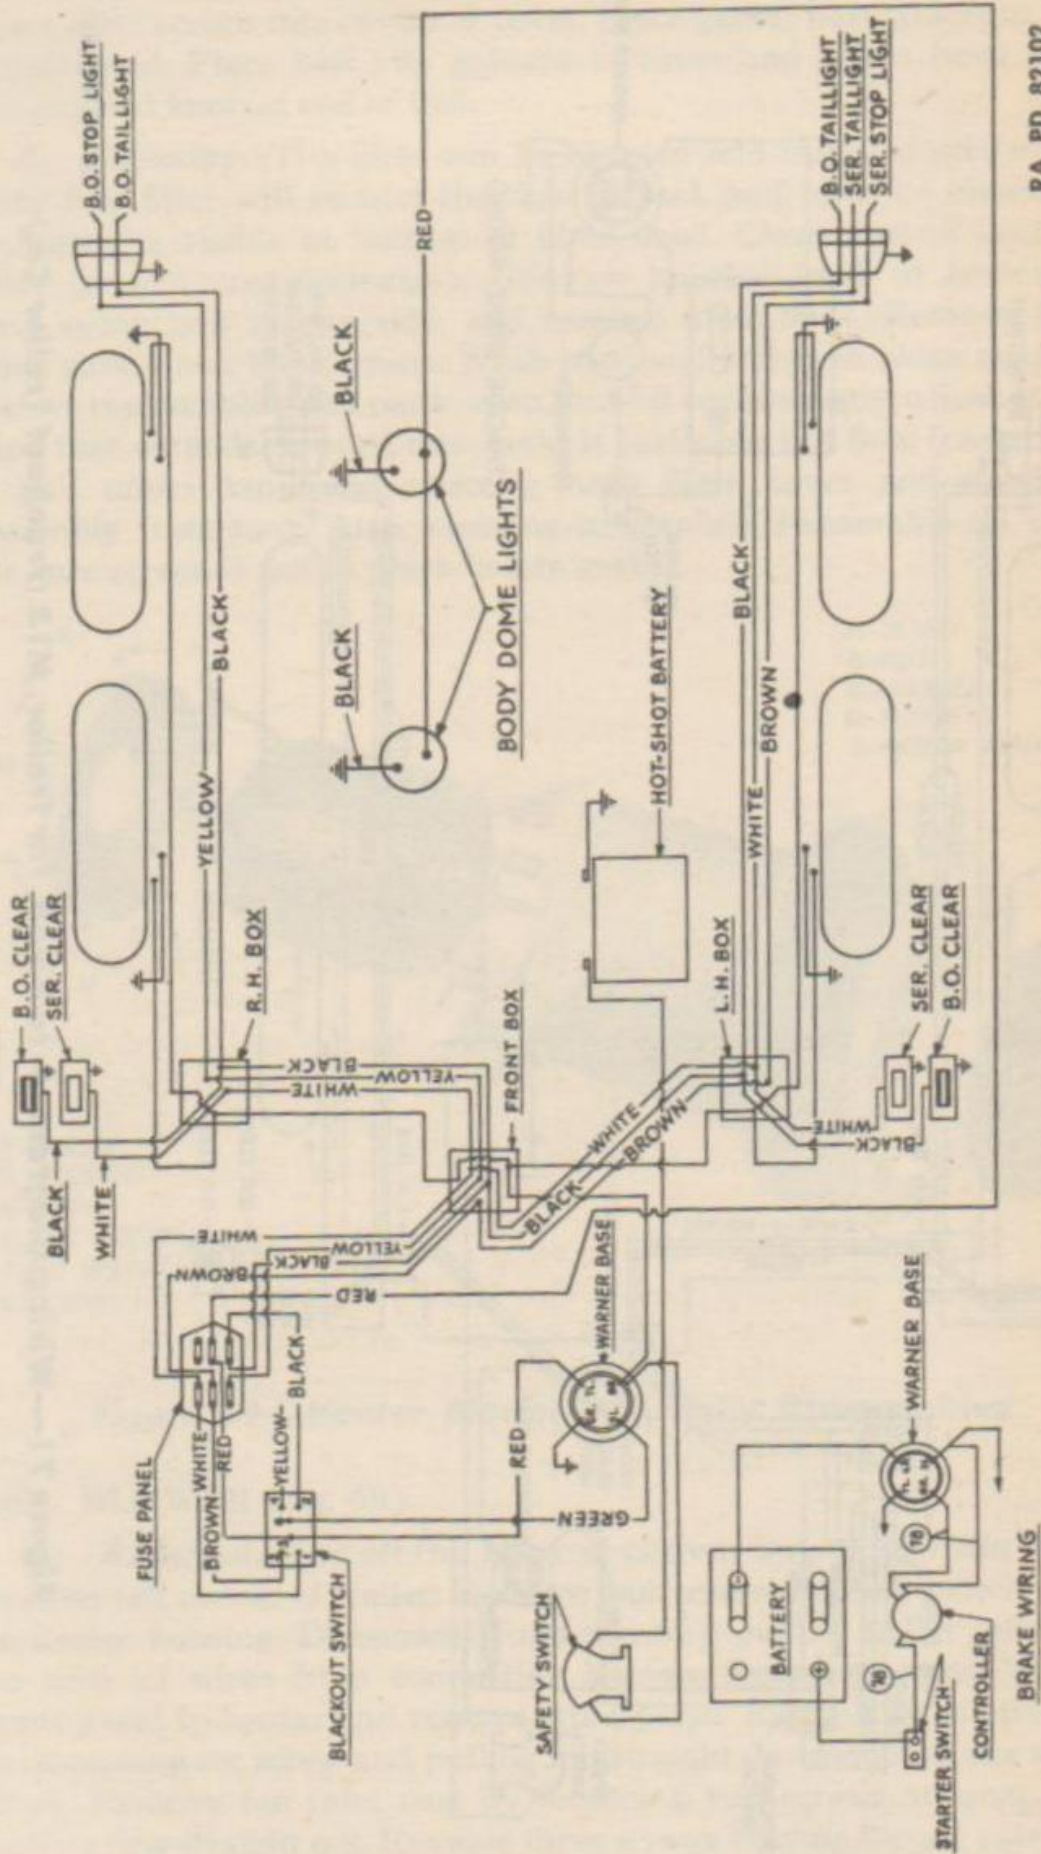 B.O. STOP LIGHT
B.O. TAILLIGHT
B.O. CLEAR
SER. CLEAR
RED
BLACK
BLACK
BODY DOME LIGHTS
YELLOW
BLACK
R.H. BOX
BLACK
WHITE
BLACK
YELLOW
WHITE
FRONT BOX
HOT-SHOT BATTERY
B.O. TAILLIGHT
SER. TAILLIGHT
SER. STOP LIGHT
BLACK
WHITE
BROWN
L.H. BOX
WHITE
BROWN
BLACK
WHITE
BLACK
SER. CLEAR
B.O. CLEAR
WHITE
BROWN
YELLOW
BLACK
RED
FUSE PANEL
BROWN
WHITE
RED
YELLOW
BLACK
BLACKOUT SWITCH
RED
GREEN
WARNER BASE
SAFETY SWITCH
BATTERY
WARNER BASE
STARTER SWITCH
CONTROLLER
BRAKE WIRING
RA PD 82102